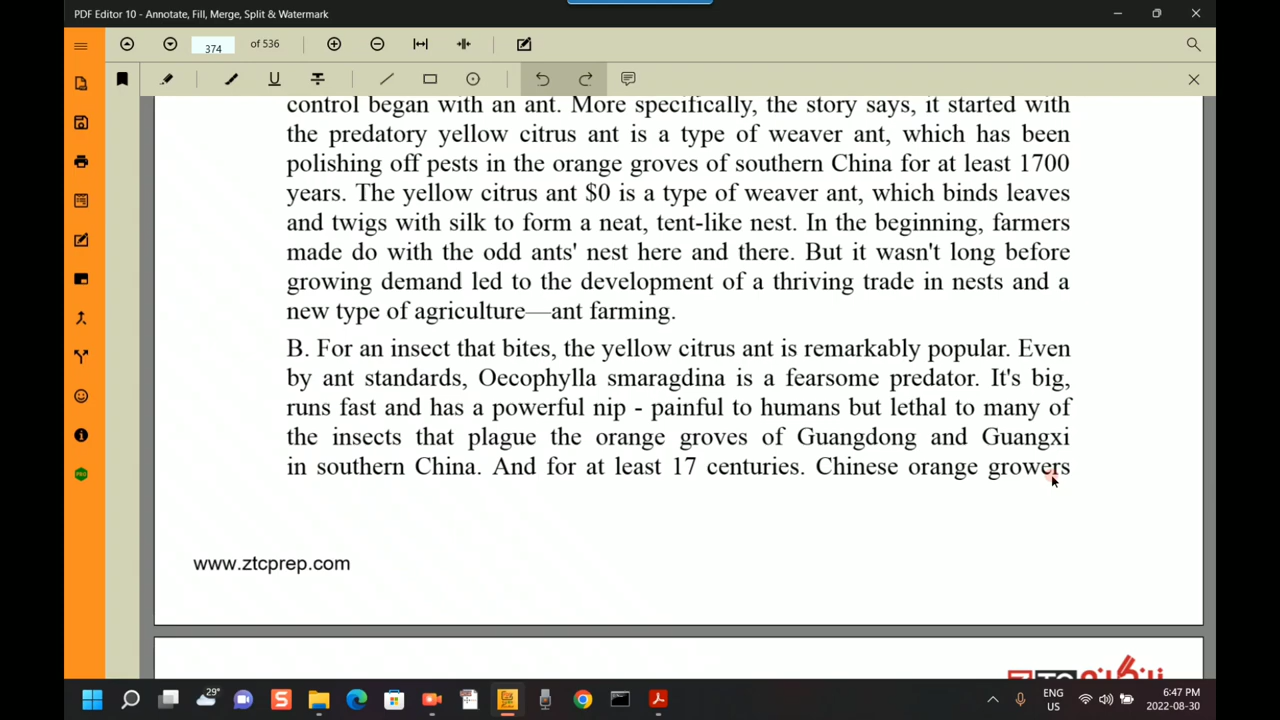 PDF Editor 10 - Annotate, Fill, Merge, Split & Watermark
374 of 536
control began with an ant. More specifically, the story says, it started with
the predatory yellow citrus ant is a type of weaver ant, which has been
polishing off pests in the orange groves of southern China for at least 1700
years. The yellow citrus ant $0 is a type of weaver ant, which binds leaves
and twigs with silk to form a neat, tent-like nest. In the beginning, farmers
made do with the odd ants' nest here and there. But it wasn't long before
growing demand led to the development of a thriving trade in nests and a
new type of agriculture—ant farming.
B. For an insect that bites, the yellow citrus ant is remarkably popular. Even
by ant standards, Oecophylla smaragdina is a fearsome predator. It's big,
runs fast and has a powerful nip - painful to humans but lethal to many of
the insects that plague the orange groves of Guangdong and Guangxi
in southern China. And for at least 17 centuries. Chinese orange growers
www.ztcprep.com
29°
ENG
US
6:47 PM
2022-08-30